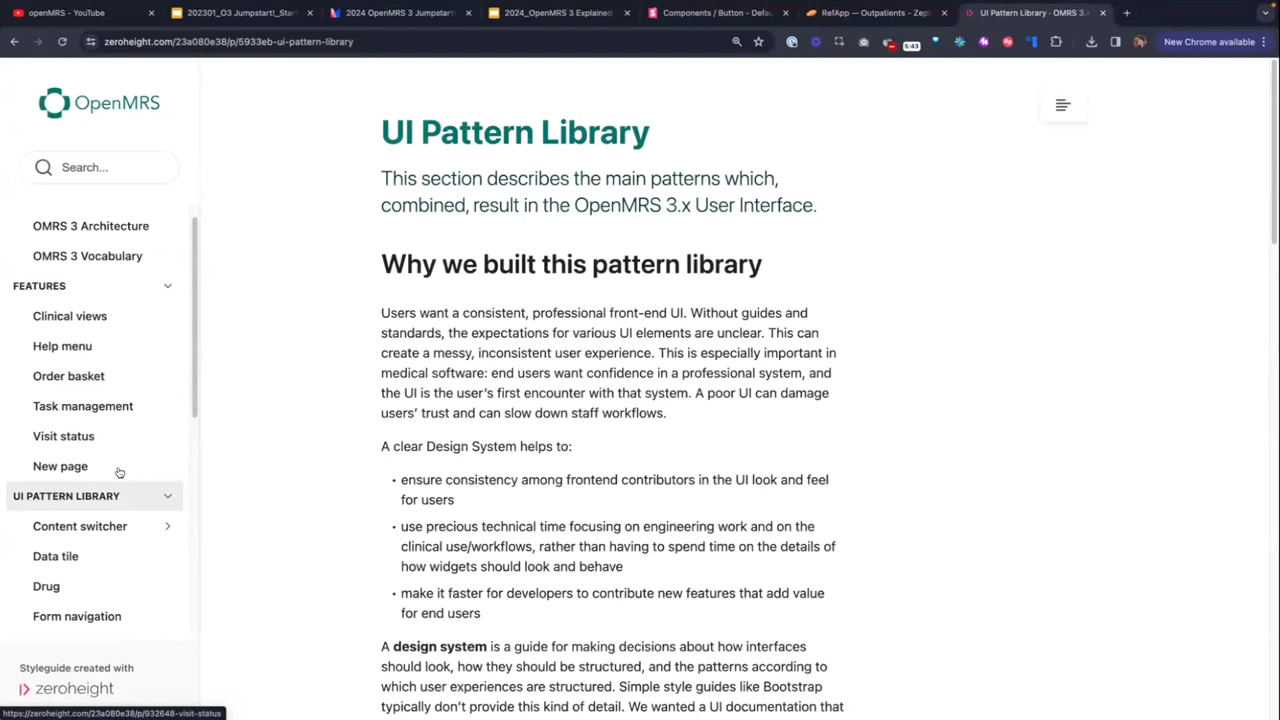 openMRS - YouTube
202301_O3 Jumpstart!_Star
2024 OpenMRS 3 Jumpstart
2024_OpenMRS 3 Explained
Components / Button - Defau
RefApp — Outpatients – Zep
UI Pattern Library - OMRS 3.x
zeroheight.com/23a080e38/p/5933eb-ui-pattern-library
5:43
New Chrome available
OpenMRS
Search...
OMRS 3 Architecture
OMRS 3 Vocabulary
FEATURES
Clinical views
Help menu
Order basket
Task management
Visit status
New page
UI PATTERN LIBRARY
Content switcher
Data tile
Drug
Form navigation
Styleguide created with
zeroheight
https://zeroheight.com/23a080e38/p/932648-visit-status
UI Pattern Library
This section describes the main patterns which,
combined, result in the OpenMRS 3.x User Interface.
Why we built this pattern library
Users want a consistent, professional front-end UI. Without guides and
standards, the expectations for various UI elements are unclear. This can
create a messy, inconsistent user experience. This is especially important in
medical software: end users want confidence in a professional system, and
the UI is the user's first encounter with that system. A poor UI can damage
users' trust and can slow down staff workflows.
A clear Design System helps to:
• ensure consistency among frontend contributors in the UI look and feel
for users
• use precious technical time focusing on engineering work and on the
clinical use/workflows, rather than having to spend time on the details of
how widgets should look and behave
• make it faster for developers to contribute new features that add value
for end users
A design system is a guide for making decisions about how interfaces
should look, how they should be structured, and the patterns according to
which user experiences are structured. Simple style guides like Bootstrap
typically don't provide this kind of detail. We wanted a UI documentation that